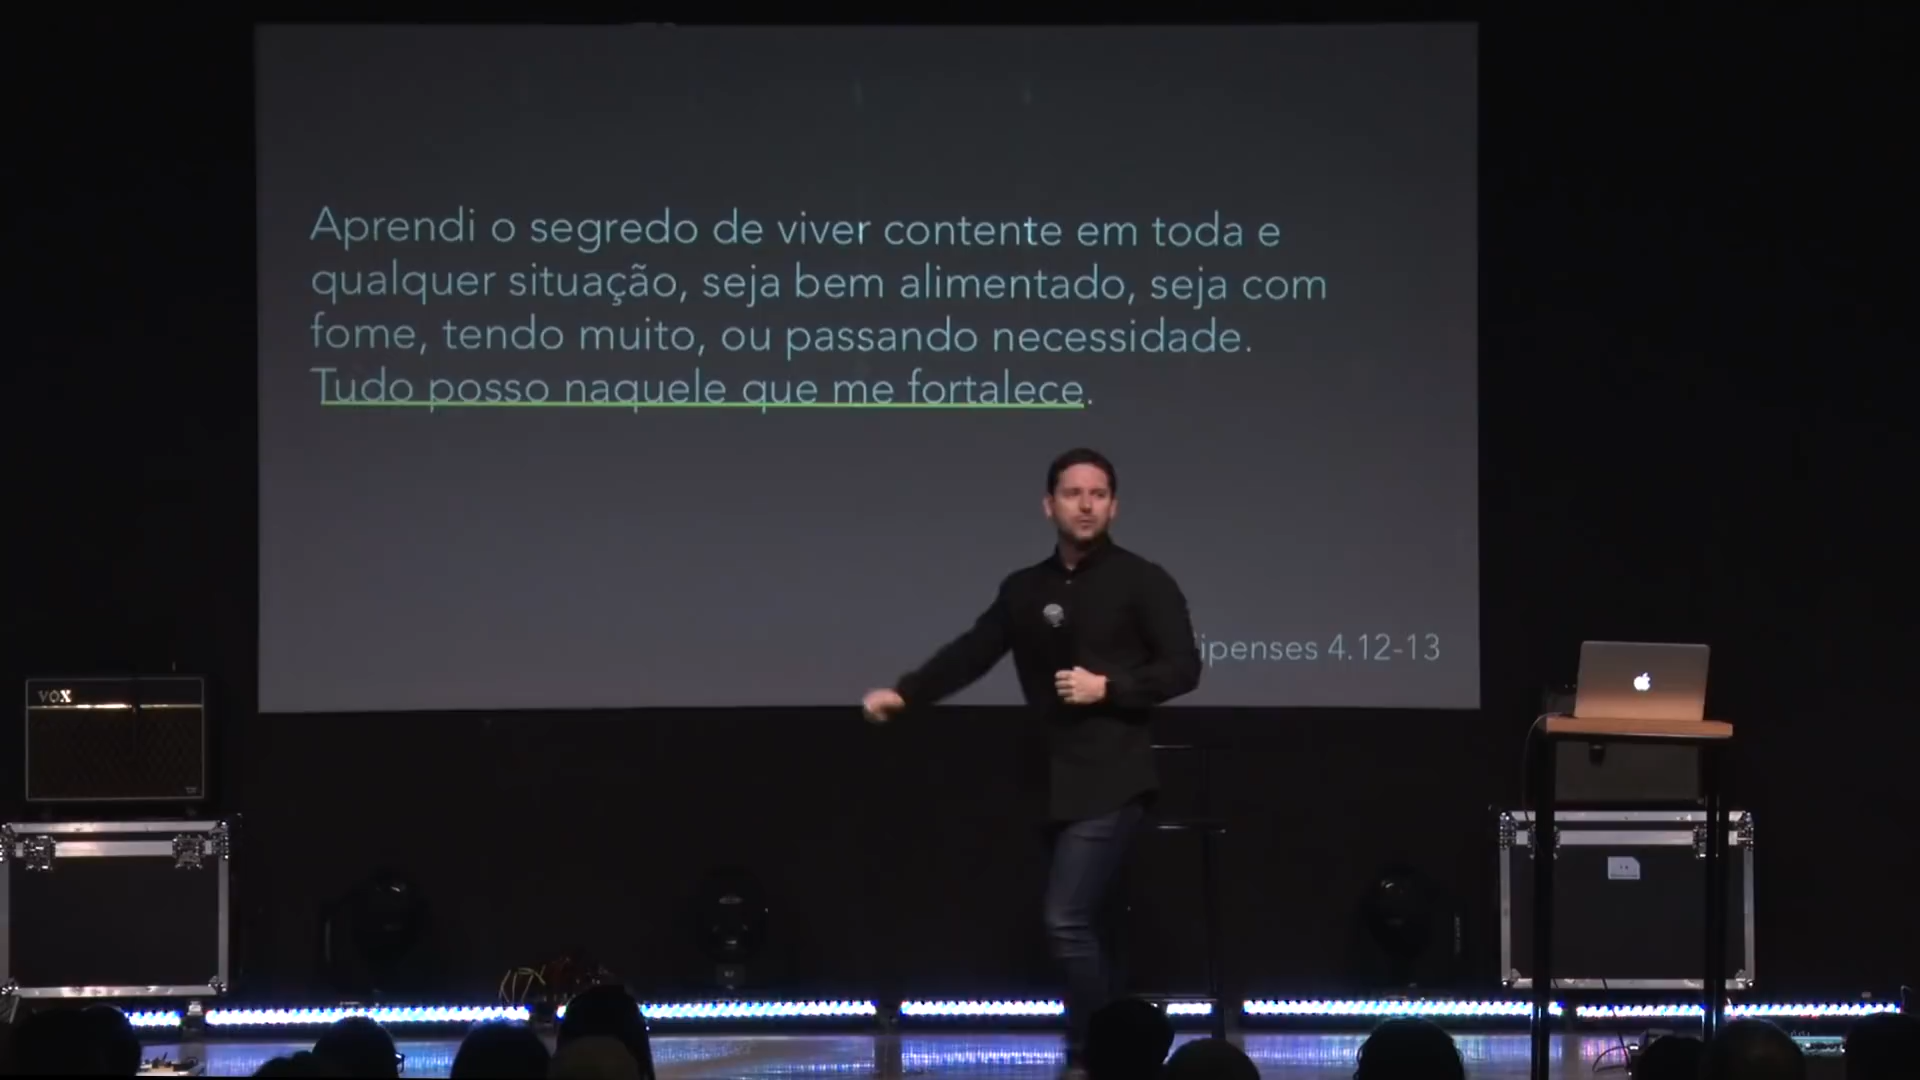 Aprendi o segredo de viver contente em toda e
qualquer situação, seja bem alimentado, seja com
fome, tendo muito, ou passando necessidade.
Tudo posso naquele que me fortalece.
ipenses 4.12-13
VOX